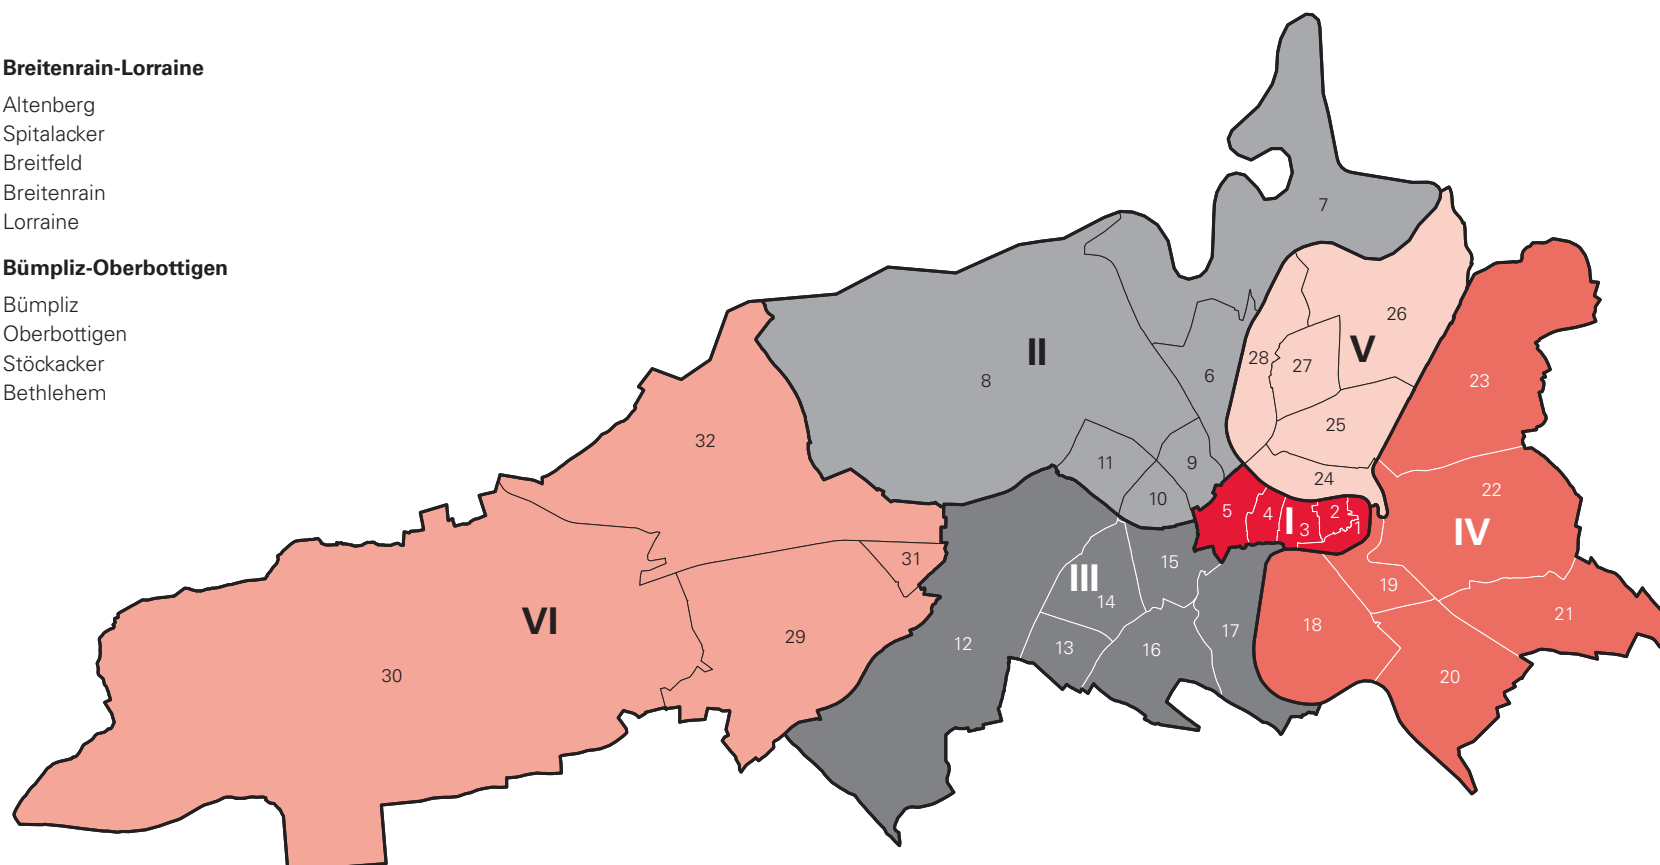 Breitenrain-Lorraine
Altenberg
Spitalacker
Breitfeld
Breitenrain
Lorraine
Bümpliz-Oberbottigen
Bümpliz
Oberbottigen
Stöckacker
Bethlehem
7
26
II
V
28
27
8
6
23
25
32
11
9
24
22
10
5
4
I
3
2
1
IV
31
15
III
14
19
21
VI
18
29
12
13
16
17
30
20